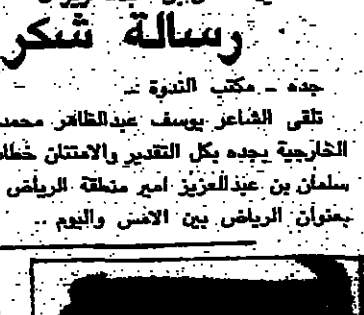 رسالة شكر
جده - مكتب الندوة -
تلقى الشاعر يوسف عبدالظاهر محمد
الخارجية بجده بكل التقدير والامتنان خطا
سلمان بن عبدالعزيز امير منطقة الرياض
بعنوان الرياض بين الامس واليوم ..